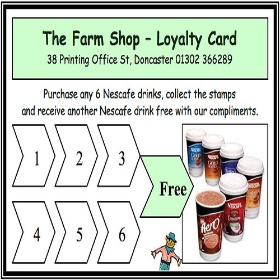 The Farm Shop – Loyalty Card
38 Printing Office St, Doncaster 01302 366289
Purchase any 6 Nescafe drinks, collect the stamps
and receive another Nescafe drink free with our compliments.
1 2 3
Free
4 5 6
Aero